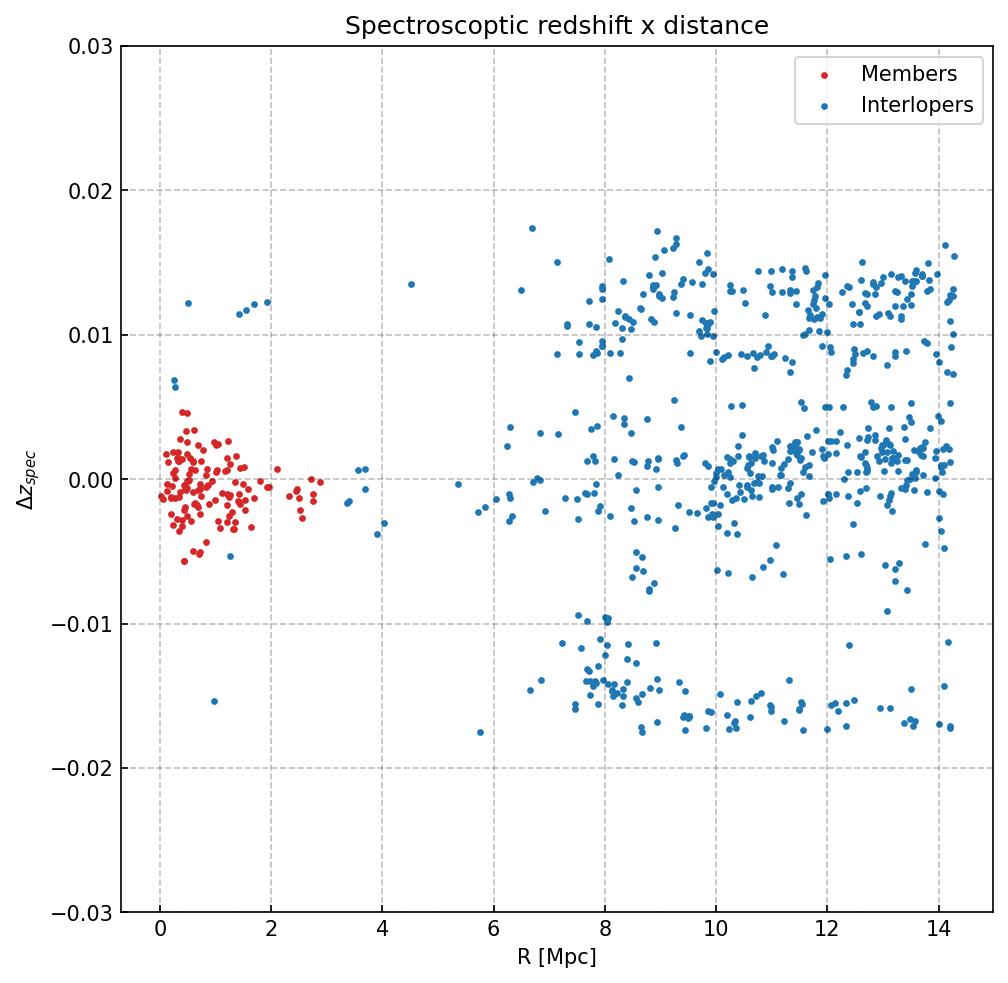 Spectroscoptic redshift x distance
Members
Interlopers
0.03
0.02
0.01
0.00
−0.01
−0.02
−0.03
Δz_spec
0 2 4 6 8 10 12 14
R [Mpc]